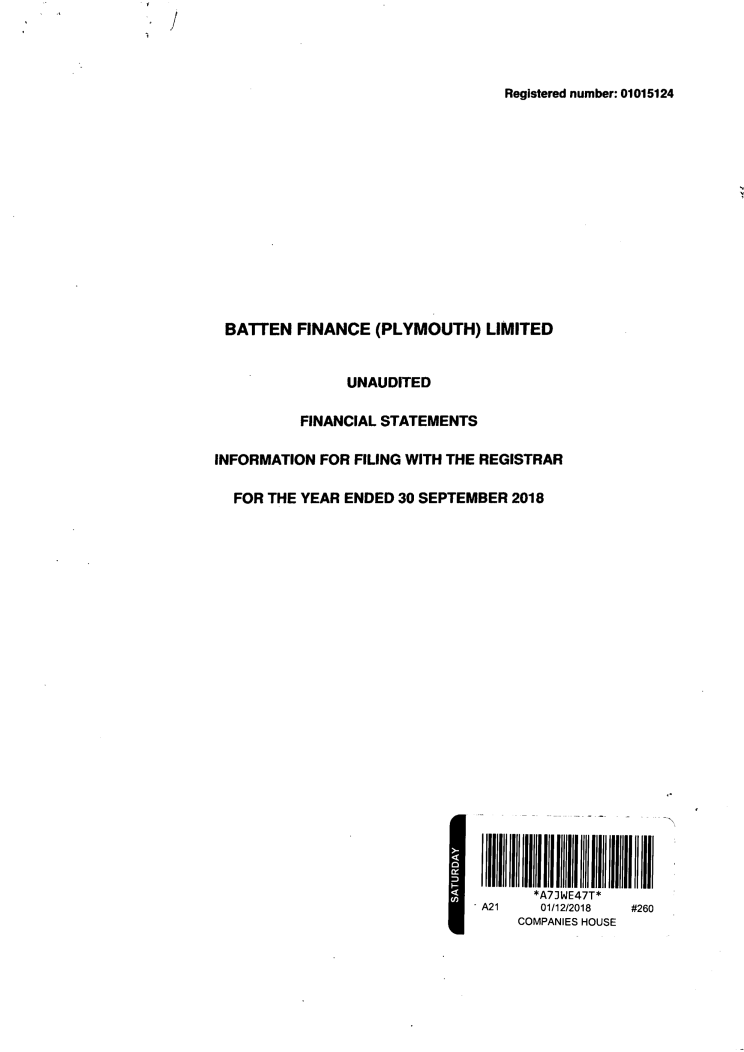 Registered number: 01015124
BATTEN FINANCE (PLYMOUTH) LIMITED
UNAUDITED
FINANCIAL STATEMENTS
INFORMATION FOR FILING WITH THE REGISTRAR
FOR THE YEAR ENDED 30 SEPTEMBER 2018
SATURDAY
*A7JWE47T*
A21 01/12/2018 #260
COMPANIES HOUSE